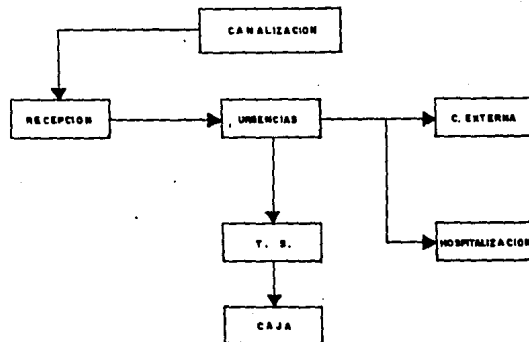 CANALIZACION
RECEPCION
URGENCIAS
C. EXTERNA
T. S.
HOSPITALIZACION
CAJA